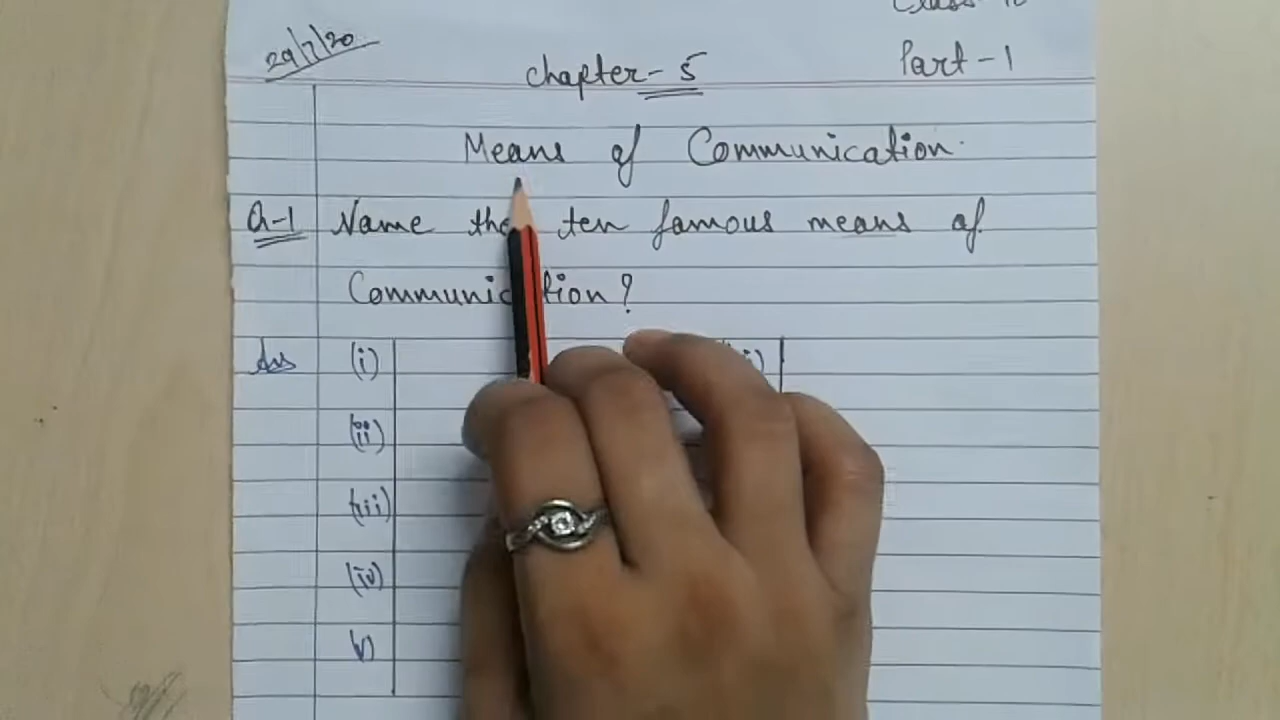 29/7/20
Part-1
Chapter-5
Means of Communication.
Q-1 Name the ten famous means of
Communication?
Ans (i)
(ii)
(iii)
(iv)
v)